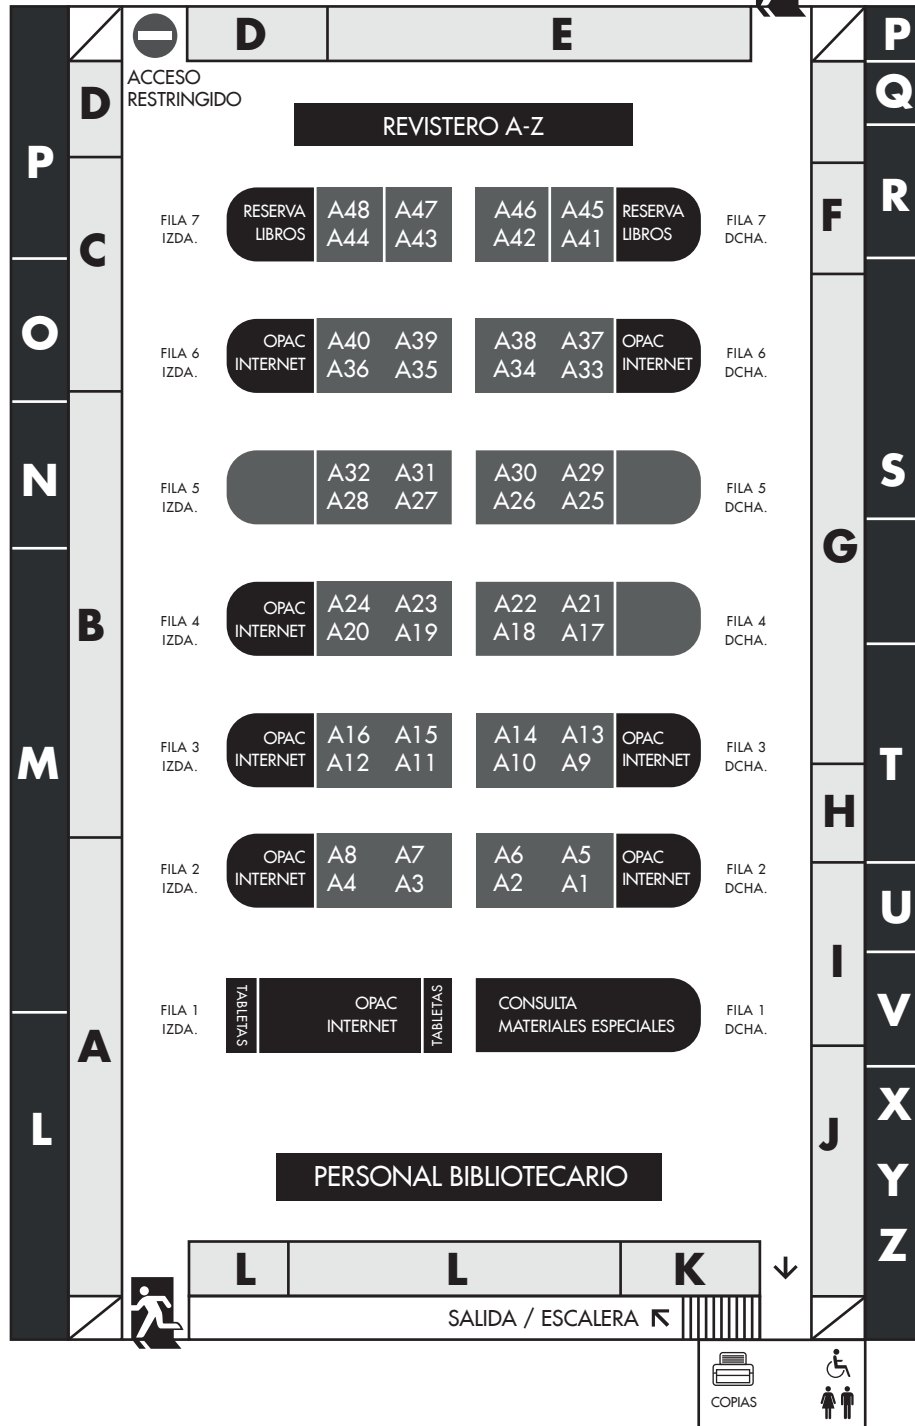 D
E
P
P
O
N
M
L
D
C
B
A
ACCESO
RESTRINGIDO
REVISTERO A-Z
FILA 7
IZDA.
RESERVA
LIBROS
A48 A47
A44 A43
A46 A45
A42 A41
RESERVA
LIBROS
FILA 7
DCHA.
FILA 6
IZDA.
OPAC
INTERNET
A40 A39
A36 A35
A38 A37
A34 A33
OPAC
INTERNET
FILA 6
DCHA.
FILA 5
IZDA.
A32 A31
A28 A27
A30 A29
A26 A25
FILA 5
DCHA.
FILA 4
IZDA.
OPAC
INTERNET
A24 A23
A20 A19
A22 A21
A18 A17
FILA 4
DCHA.
FILA 3
IZDA.
OPAC
INTERNET
A16 A15
A12 A11
A14 A13
A10 A9
OPAC
INTERNET
FILA 3
DCHA.
FILA 2
IZDA.
OPAC
INTERNET
A8 A7
A4 A3
A6 A5
A2 A1
OPAC
INTERNET
FILA 2
DCHA.
FILA 1
IZDA.
TABLETAS
OPAC
INTERNET
TABLETAS
CONSULTA
MATERIALES ESPECIALES
FILA 1
DCHA.
F
G
H
I
J
Q
R
S
T
U
V
X
Y
Z
PERSONAL BIBLIOTECARIO
L
L
K
SALIDA / ESCALERA
COPIAS